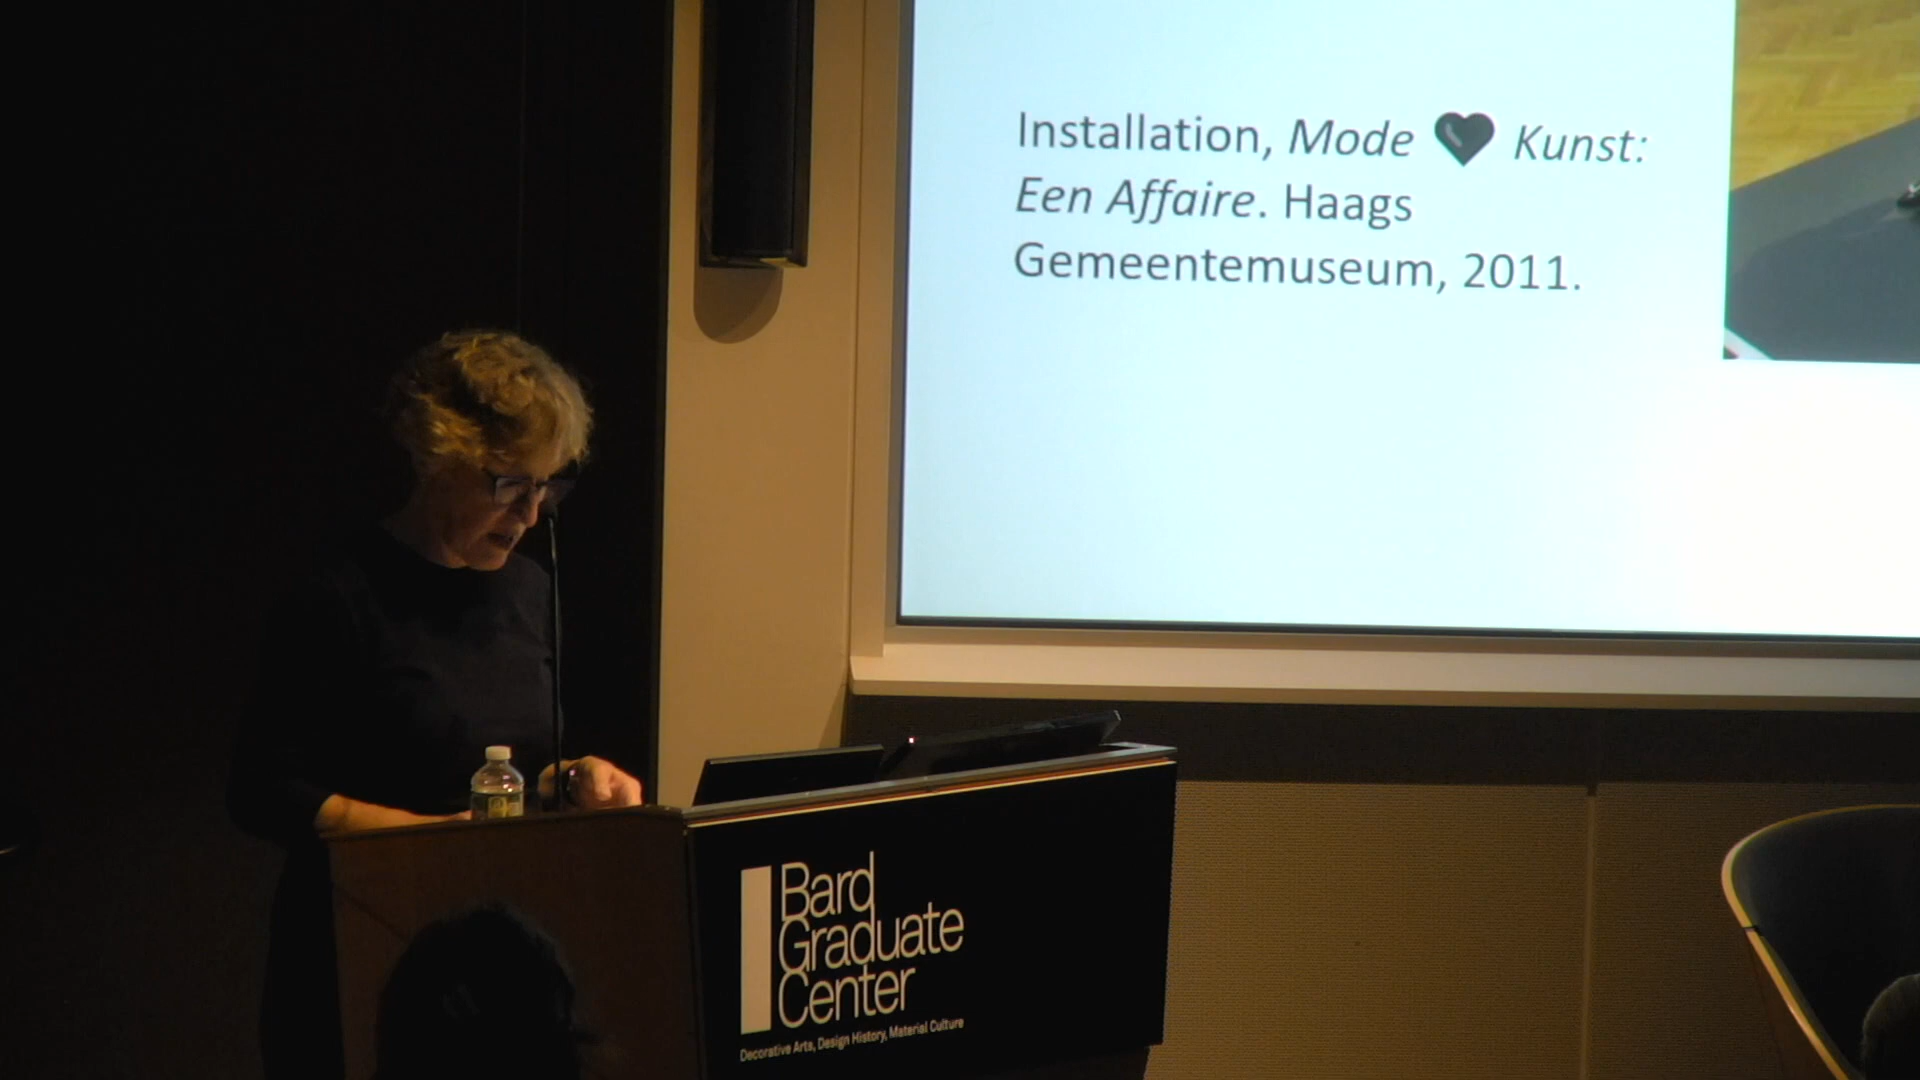 Installation, Mode ♥ Kunst:
Een Affaire. Haags
Gemeentemuseum, 2011.
Bard
Graduate
Center
Decorative Arts, Design History, Material Culture